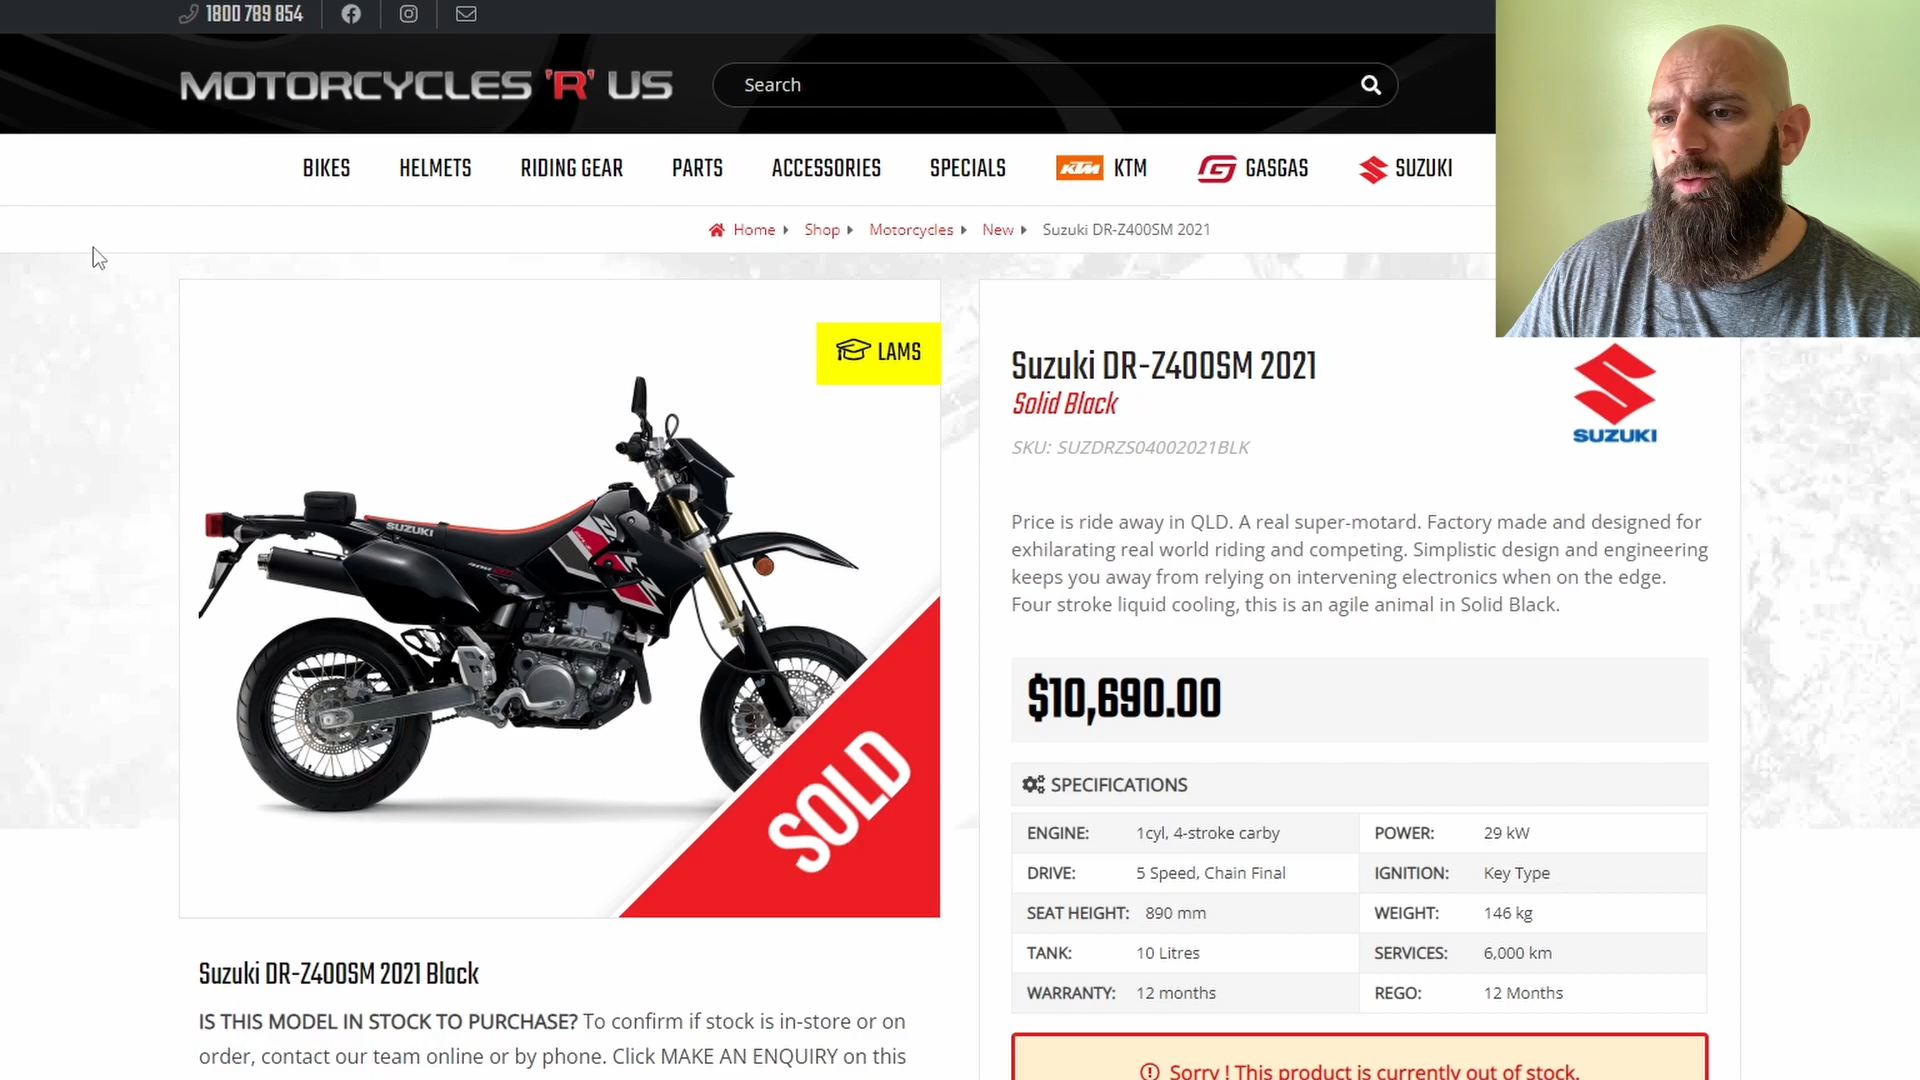 1800 789 854
MOTORCYCLES 'R' US
Search
BIKES HELMETS RIDING GEAR PARTS ACCESSORIES SPECIALS KTM KTM GASGAS SUZUKI
Home Shop Motorcycles New Suzuki DR-Z400SM 2021
LAMS
SUZUKI
SOLD
Suzuki DR-Z400SM 2021
Solid Black
SKU: SUZDRZS04002021BLK
SUZUKI
Price is ride away in QLD. A real super-motard. Factory made and designed for
exhilarating real world riding and competing. Simplistic design and engineering
keeps you away from relying on intervening electronics when on the edge.
Four stroke liquid cooling, this is an agile animal in Solid Black.
$10,690.00
SPECIFICATIONS
ENGINE: 1cyl, 4-stroke carby POWER: 29 kW
DRIVE: 5 Speed, Chain Final IGNITION: Key Type
SEAT HEIGHT: 890 mm WEIGHT: 146 kg
TANK: 10 Litres SERVICES: 6,000 km
WARRANTY: 12 months REGO: 12 Months
Sorry ! This product is currently out of stock.
Suzuki DR-Z400SM 2021 Black
IS THIS MODEL IN STOCK TO PURCHASE? To confirm if stock is in-store or on
order, contact our team online or by phone. Click MAKE AN ENQUIRY on this